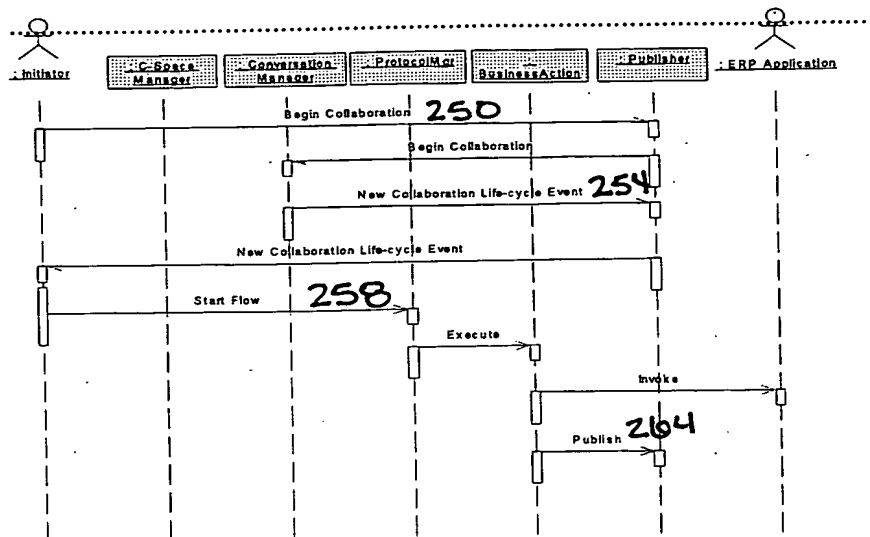 : Initiator
: C-Space
Manager
: Conversation
Manager
: ProtocolMgr
:
BusinessAction
: Publisher
: ERP Application
Begin Collaboration 250
Begin Collaboration
New Collaboration Life-cycle Event 254
New Collaboration Life-cycle Event
Start Flow 258
Execute
Invoke
Publish 264